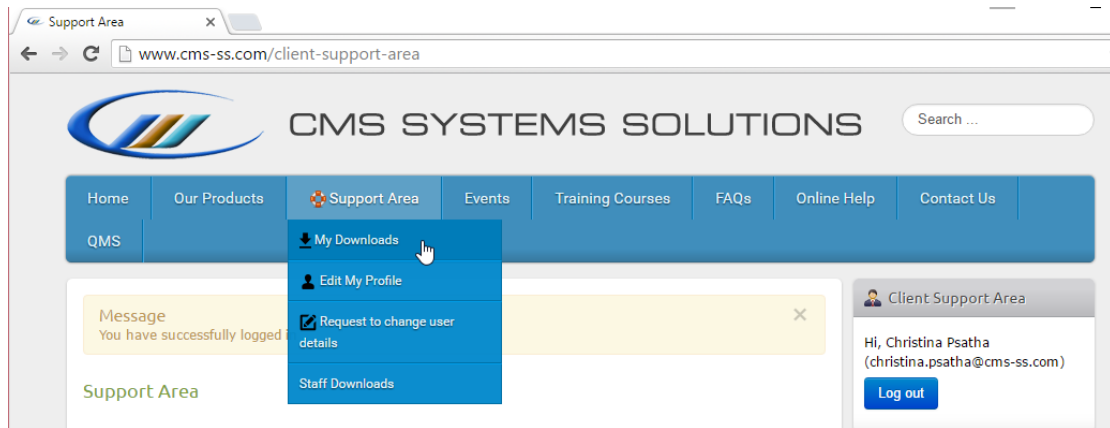 Support Area
www.cms-ss.com/client-support-area
CMS SYSTEMS SOLUTIONS
Search ...
Home Our Products Support Area Events Training Courses FAQs Online Help Contact Us
QMS
My Downloads
Edit My Profile
Request to change user
details
Staff Downloads
Message
You have successfully logged
Support Area
Client Support Area
Hi, Christina Psatha
(christina.psatha@cms-ss.com)
Log out